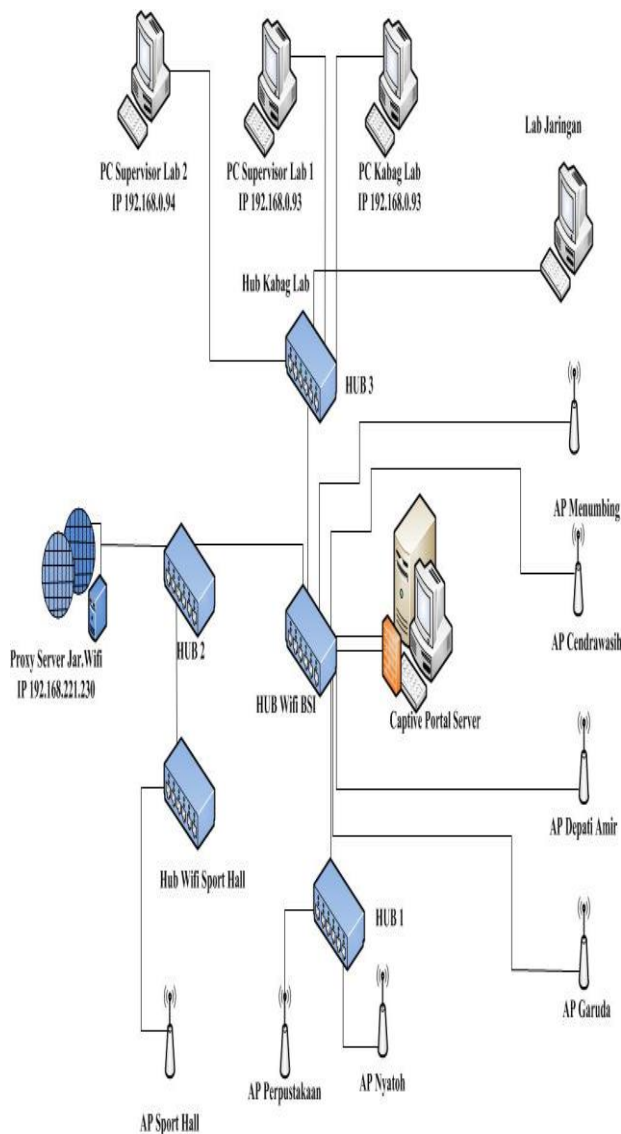 PC Supervisor Lab 2
IP 192.168.0.94
PC Supervisor Lab 1
IP 192.168.0.93
PC Kabag Lab
IP 192.168.0.93
Lab Jaringan
Hub Kabag Lab
HUB 3
AP Menumbing
AP Cendrawasih
Proxy Server Jar.Wifi
IP 192.168.221.230
HUB 2
HUB Wifi BSI
Captive Portal Server
AP Depati Amir
Hub Wifi Sport Hall
HUB 1
AP Garuda
AP Sport Hall
AP Perpustakaan
AP Nyatoh